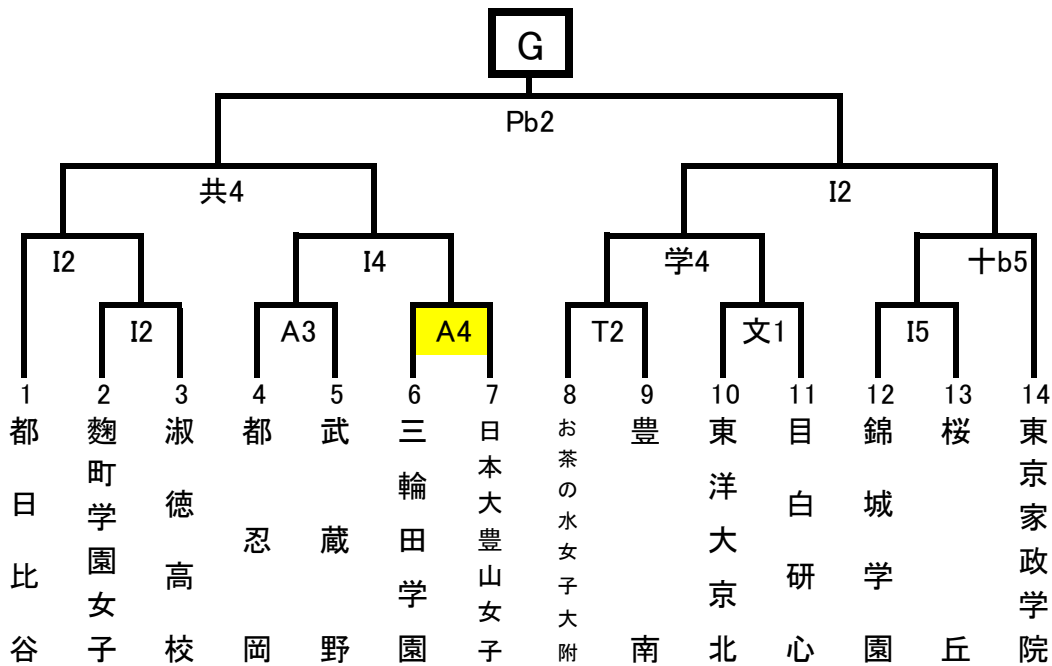 G
Pb2
共4 I2
I2 I4 学4 十b5
I2 A3 A4 T2 文1 I5
1 2 3 4 5 6 7 8 9 10 11 12 13 14
都日比谷
麴町学園女子
淑徳高校
都忍岡
武蔵野
三輪田学園
日本大豊山女子
お茶の水女子大附
豊南
東洋大京北
目白研心
錦城学園
桜丘
東京家政学院